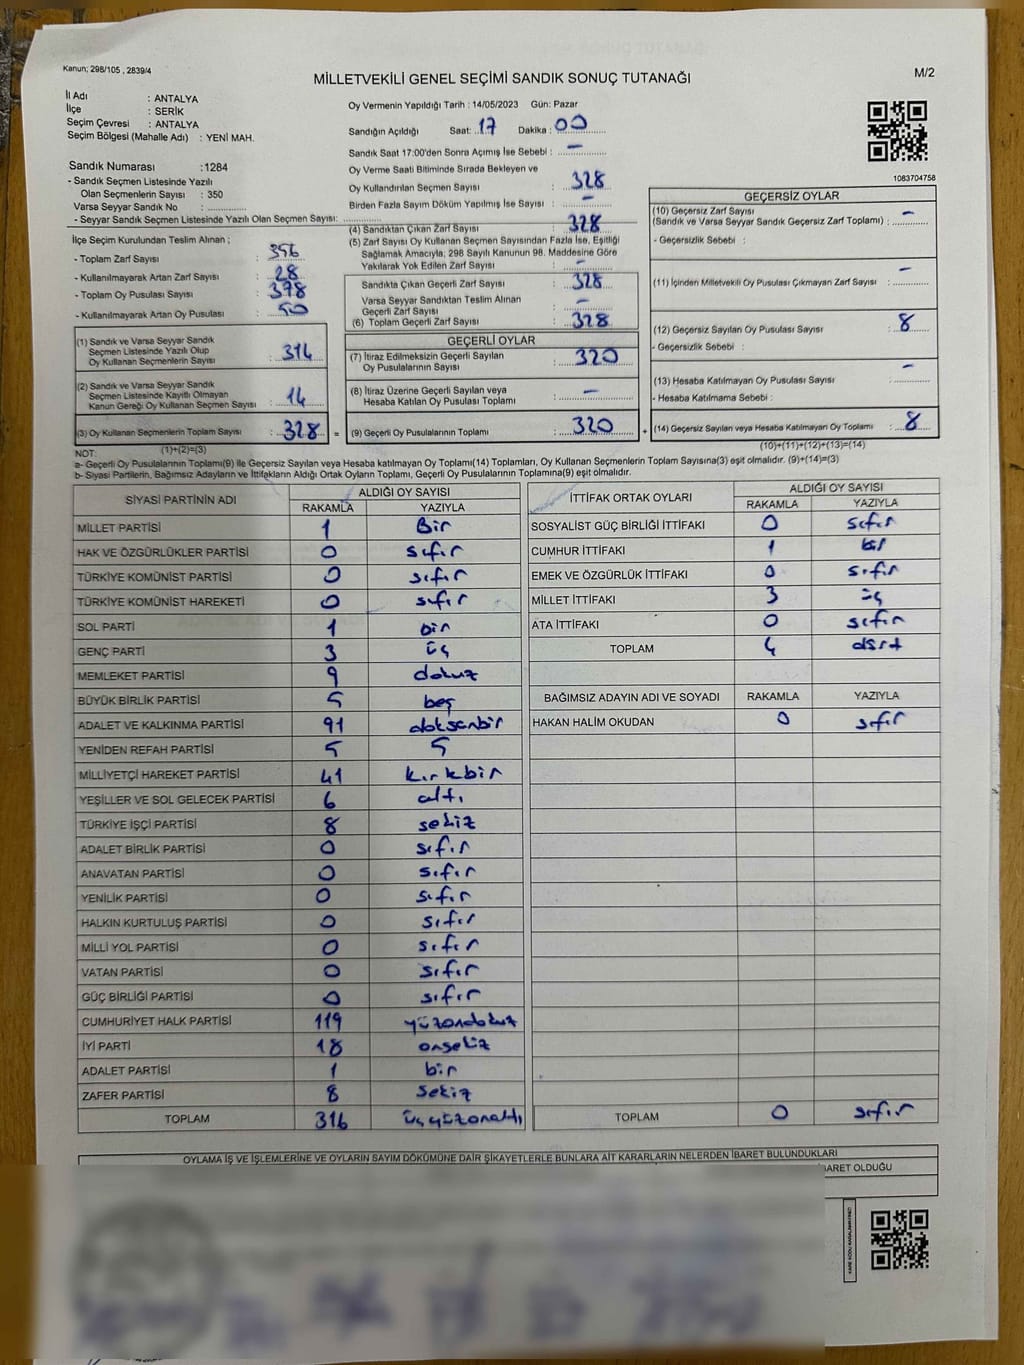 Kanun; 298/105 , 2839/4
MİLLETVEKİLİ GENEL SEÇİMİ SANDIK SONUÇ TUTANAĞI
M/2
İl Adı : ANTALYA
İlçe : SERİK
Seçim Çevresi : ANTALYA
Seçim Bölgesi (Mahalle Adı) : YENİ MAH.
Sandık Numarası : 1284
- Sandık Seçmen Listesinde Yazılı
Olan Seçmenlerin Sayısı : 350
Varsa Seyyar Sandık No : ..............
- Seyyar Sandık Seçmen Listesinde Yazılı Olan Seçmen Sayısı: ..............
Oy Vermenin Yapıldığı Tarih : 14/05/2023 Gün: Pazar
Sandığın Açıldığı Saat: 17 Dakika : 00
Sandık Saat 17:00'den Sonra Açımış İse Sebebi : -
Oy Verme Saati Bitiminde Sırada Bekleyen ve
Oy Kullandırılan Seçmen Sayısı : 328
Birden Fazla Sayım Döküm Yapılmış İse Sayısı : -
1083704758
İlçe Seçim Kurulundan Teslim Alınan ;
- Toplam Zarf Sayısı : 356
- Kullanılmayarak Artan Zarf Sayısı : 28
- Toplam Oy Pusulası Sayısı : 378
- Kullanılmayarak Artan Oy Pusulası : 50
(1) Sandık ve Varsa Seyyar Sandık
Seçmen Listesinde Yazılı Olup
Oy Kullanan Seçmenlerin Sayısı : 314
(2) Sandık ve Varsa Seyyar Sandık
Seçmen Listesinde Kayıtlı Olmayan
Kanun Gereği Oy Kullanan Seçmen Sayısı : 14
(3) Oy Kullanan Seçmenlerin Toplam Sayısı : 328 =
(1)+(2)=(3)
(4) Sandıktan Çıkan Zarf Sayısı : 328
(5) Zarf Sayısı Oy Kullanan Seçmen Sayısından Fazla İse, Eşitliği
Sağlamak Amacıyla; 298 Sayılı Kanunun 98. Maddesine Göre
Yakılarak Yok Edilen Zarf Sayısı : -
Sandıkta Çıkan Geçerli Zarf Sayısı : 328
Varsa Seyyar Sandıktan Teslim Alınan
Geçerli Zarf Sayısı : -
(6) Toplam Geçerli Zarf Sayısı : 328
GEÇERLİ OYLAR
(7) İtiraz Edilmeksizin Geçerli Sayılan
Oy Pusulalarının Sayısı : 320
(8) İtiraz Üzerine Geçerli Sayılan veya
Hesaba Katılan Oy Pusulası Toplamı : -
(9) Geçerli Oy Pusulalarının Toplamı : 320 +
GEÇERSİZ OYLAR
(10) Geçersiz Zarf Sayısı
(Sandık ve Varsa Seyyar Sandık Geçersiz Zarf Toplamı) : -
- Geçersizlik Sebebi :
(11) İçinden Milletvekili Oy Pusulası Çıkmayan Zarf Sayısı : -
(12) Geçersiz Sayılan Oy Pusulası Sayısı : 8
- Geçersizlik Sebebi :
(13) Hesaba Katılmayan Oy Pusulası Sayısı : -
- Hesaba Katılmama Sebebi :
(14) Geçersiz Sayılan veya Hesaba Katılmayan Oy Toplamı : 8
(10)+(11)+(12)+(13)=(14)
NOT:
a- Geçerli Oy Pusulalarının Toplamı(9) ile Geçersiz Sayılan veya Hesaba katılmayan Oy Toplamı(14) Toplamları, Oy Kullanan Seçmenlerin Toplam Sayısına(3) eşit olmalıdır. (9)+(14)=(3)
b- Siyasi Partilerin, Bağımsız Adayların ve İttifakların Aldığı Ortak Oyların Toplamı, Geçerli Oy Pusulalarının Toplamına(9) eşit olmalıdır.
SİYASİ PARTİNİN ADI ALDIĞI OY SAYISI
RAKAMLA YAZIYLA
MİLLET PARTİSİ 1 Bir
HAK VE ÖZGÜRLÜKLER PARTİSİ 0 sıfır
TÜRKİYE KOMÜNİST PARTİSİ 0 sıfır
TÜRKİYE KOMÜNİST HAREKETİ 0 sıfır
SOL PARTİ 1 bir
GENÇ PARTİ 3 üç
MEMLEKET PARTİSİ 9 dokuz
BÜYÜK BİRLİK PARTİSİ 5 beş
ADALET VE KALKINMA PARTİSİ 91 doksanbir
YENİDEN REFAH PARTİSİ 5 5
MİLLİYETÇİ HAREKET PARTİSİ 41 kırkbir
YEŞİLLER VE SOL GELECEK PARTİSİ 6 altı
TÜRKİYE İŞÇİ PARTİSİ 8 sekiz
ADALET BİRLİK PARTİSİ 0 sıfır
ANAVATAN PARTİSİ 0 sıfır
YENİLİK PARTİSİ 0 sıfır
HALKIN KURTULUŞ PARTİSİ 0 sıfır
MİLLİ YOL PARTİSİ 0 sıfır
VATAN PARTİSİ 0 sıfır
GÜÇ BİRLİĞİ PARTİSİ 0 sıfır
CUMHURİYET HALK PARTİSİ 119 yüzondokuz
İYİ PARTİ 18 onsekiz
ADALET PARTİSİ 1 bir
ZAFER PARTİSİ 8 sekiz
TOPLAM 316 üçyüzonaltı
İTTİFAK ORTAK OYLARI ALDIĞI OY SAYISI
RAKAMLA YAZIYLA
SOSYALİST GÜÇ BİRLİĞİ İTTİFAKI 0 sıfır
CUMHUR İTTİFAKI 1 bir
EMEK VE ÖZGÜRLÜK İTTİFAKI 0 sıfır
MİLLET İTTİFAKI 3 üç
ATA İTTİFAKI 0 sıfır
TOPLAM 4 dört
BAĞIMSIZ ADAYIN ADI VE SOYADI RAKAMLA YAZIYLA
HAKAN HALİM OKUDAN 0 sıfır
TOPLAM 0 sıfır
OYLAMA İŞ VE İŞLEMLERİNE VE OYLARIN SAYIM DÖKÜMÜNE DAİR ŞİKAYETLERLE BUNLARA AİT KARARLARIN NELERDEN İBARET BULUNDUKLARI
İBARET OLDUĞU